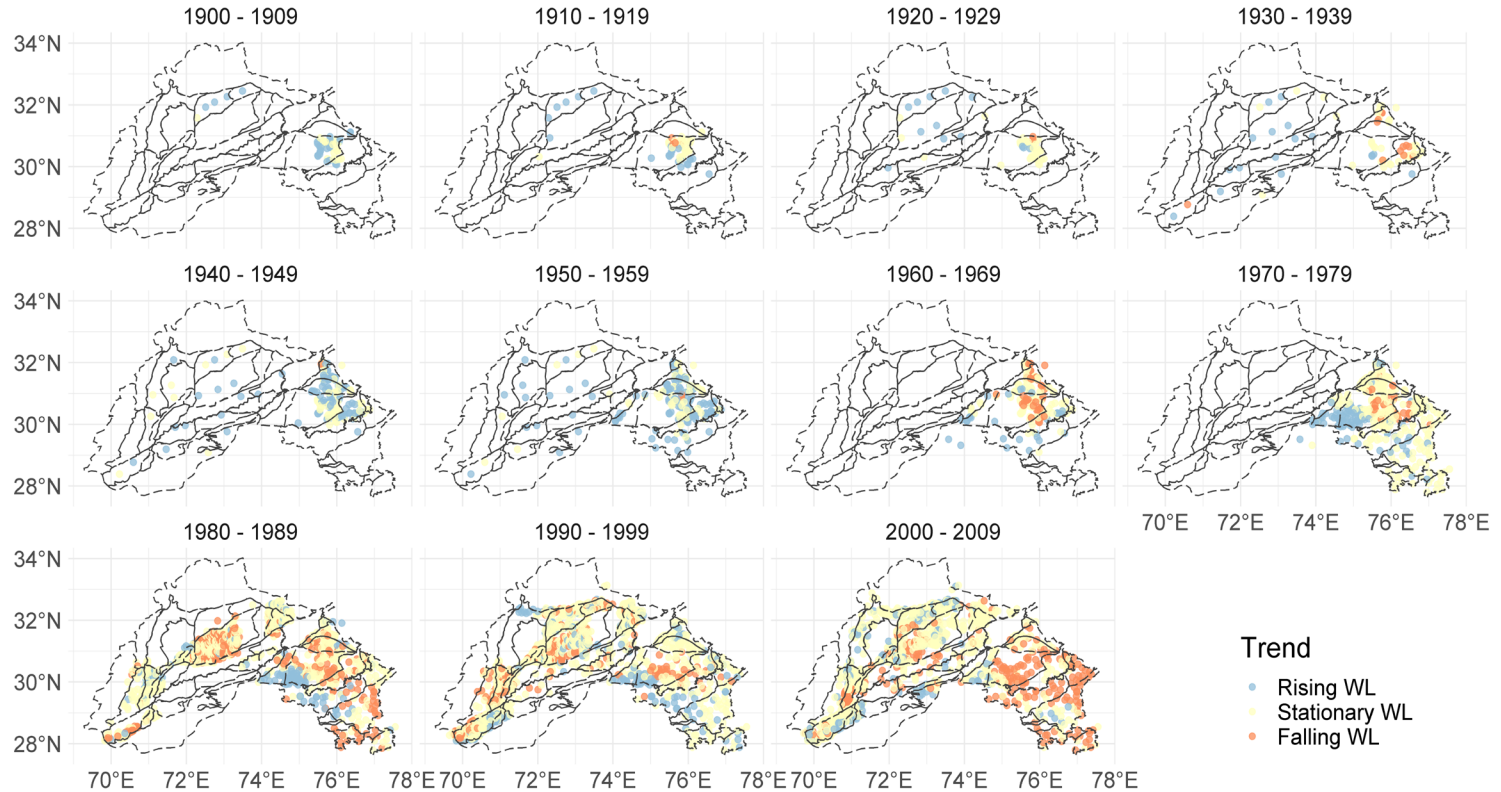 1900 - 1909 1910 - 1919 1920 - 1929 1930 - 1939
34°N
32°N
30°N
28°N
1940 - 1949 1950 - 1959 1960 - 1969 1970 - 1979
34°N
32°N
30°N
28°N
70°E 72°E 74°E 76°E 78°E
1980 - 1989 1990 - 1999 2000 - 2009
34°N
32°N
30°N
28°N
70°E 72°E 74°E 76°E 78°E 70°E 72°E 74°E 76°E 78°E 70°E 72°E 74°E 76°E 78°E
Trend
Rising WL
Stationary WL
Falling WL